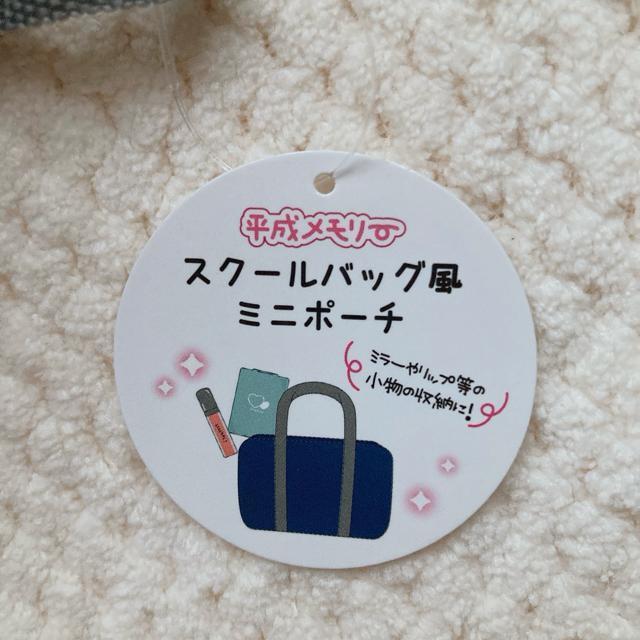 平成メモリー
スクールバッグ風
ミニポーチ
ミラーやリップ等の
小物の収納に!